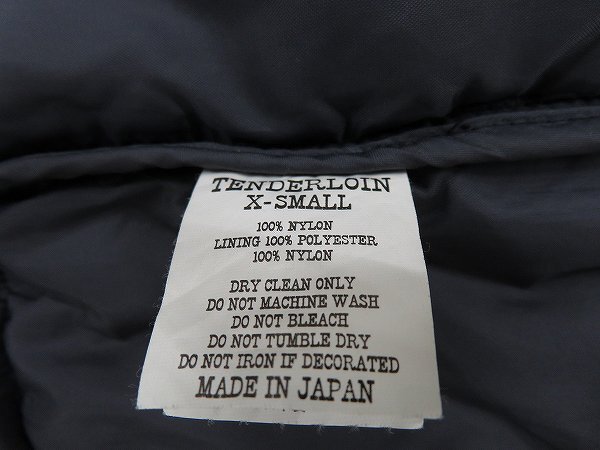 TENDERLOIN
X-SMALL
100% NYLON
LINING 100% POLYESTER
100% NYLON
DRY CLEAN ONLY
DO NOT MACHINE WASH
DO NOT BLEACH
DO NOT TUMBLE DRY
DO NOT IRON IF DECORATED
MADE IN JAPAN